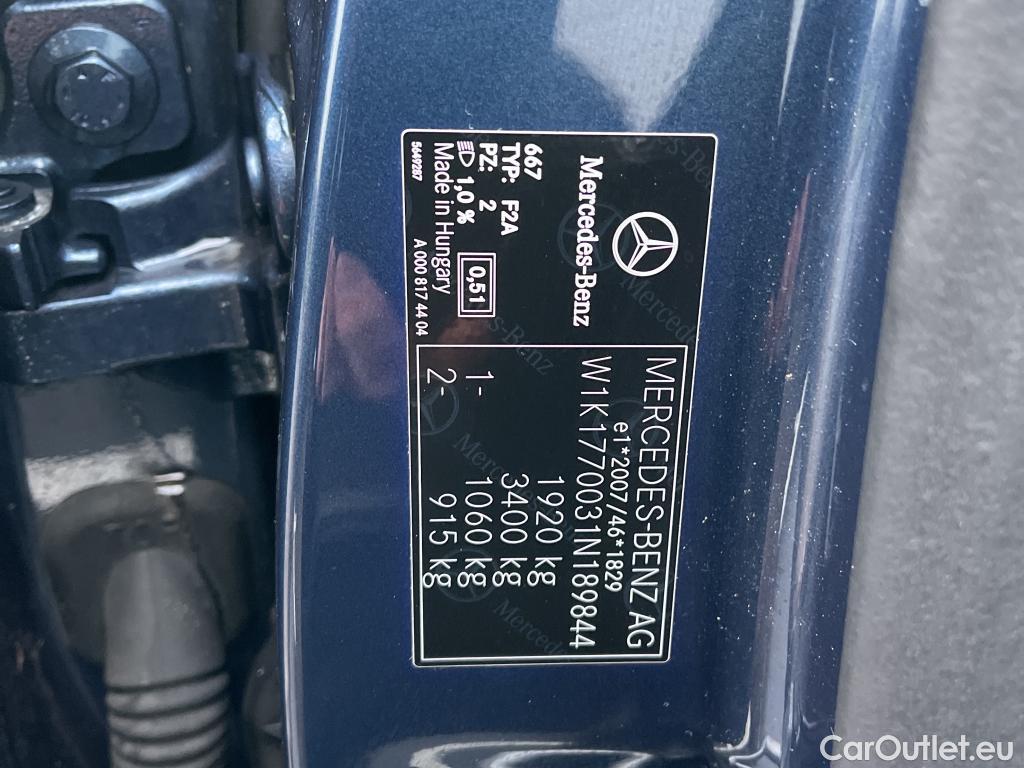 Mercedes-Benz
667
TYP: F2A
PZ: 2
1,0 %
0,51
Made in Hungary
5649287
A 000 817 44 04
MERCEDES-BENZ AG
e1*2007/46*1829
W1K1770031N189844
1920 kg
3400 kg
1- 1060 kg
2- 915 kg
CarOutlet.eu